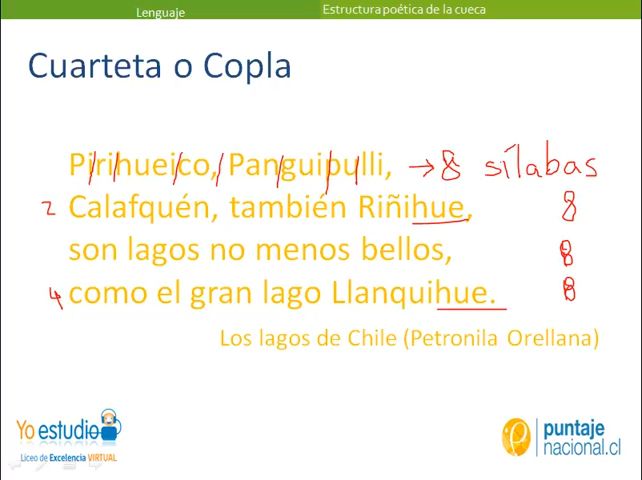 Lenguaje
Estructura poética de la cueca
Cuarteta o Copla
Pirihueico, Panguipulli, → 8 sílabas
2 Calafquén, también Riñihue, 8
son lagos no menos bellos, 8
4 como el gran lago Llanquihue. 8
Los lagos de Chile (Petronila Orellana)
Yo estudio
Liceo de Excelencia VIRTUAL
puntaje
nacional.cl